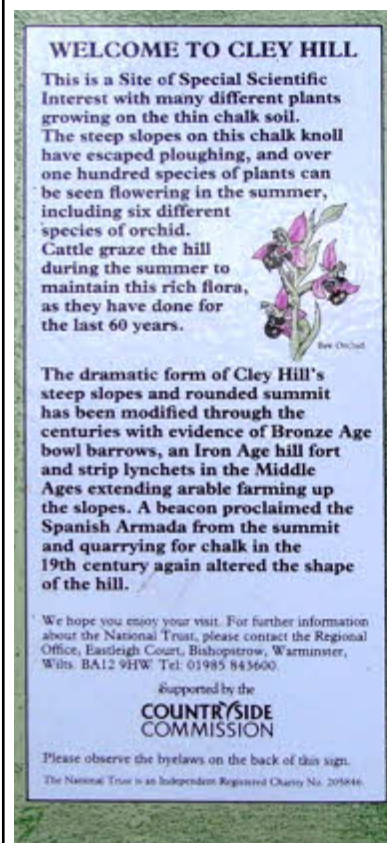 WELCOME TO CLEY HILL
This is a Site of Special Scientific
Interest with many different plants
growing on the thin chalk soil.
The steep slopes on this chalk knoll
have escaped ploughing, and over
one hundred species of plants can
be seen flowering in the summer,
including six different
species of orchid.
Cattle graze the hill
during the summer to
maintain this rich flora,
as they have done for
the last 60 years.
Bee Orchid
The dramatic form of Cley Hill's
steep slopes and rounded summit
has been modified through the
centuries with evidence of Bronze Age
bowl barrows, an Iron Age hill fort
and strip lynchets in the Middle
Ages extending arable farming up
the slopes. A beacon proclaimed the
Spanish Armada from the summit
and quarrying for chalk in the
19th century again altered the shape
of the hill.
We hope you enjoy your visit. For further information
about the National Trust, please contact the Regional
Office, Eastleigh Court, Bishopstrow, Warminster,
Wilts. BA12 9HW. Tel: 01985 843600.
Supported by the
COUNTRYSIDE
COMMISSION
Please observe the byelaws on the back of this sign.
The National Trust is an Independent Registered Charity No. 205846